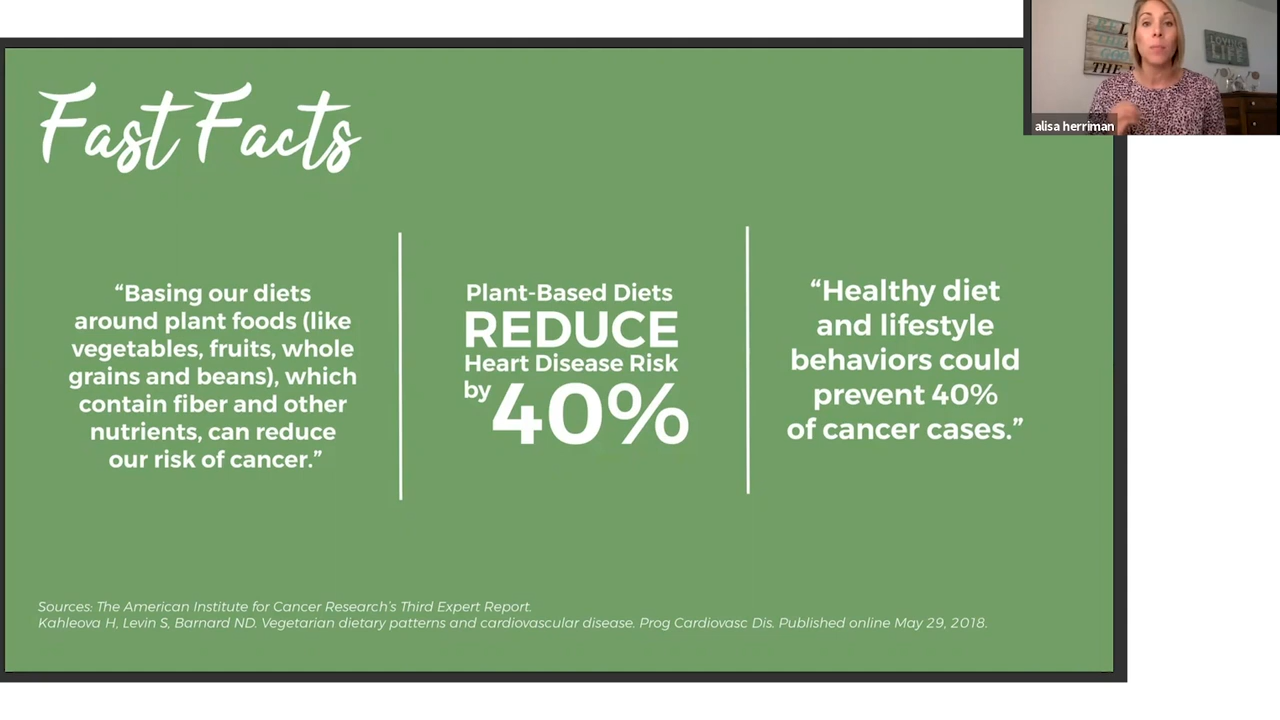 Fast Facts
“Basing our diets
around plant foods (like
vegetables, fruits, whole
grains and beans), which
contain fiber and other
nutrients, can reduce
our risk of cancer.”
Plant-Based Diets
REDUCE
Heart Disease Risk
by 40%
“Healthy diet
and lifestyle
behaviors could
prevent 40%
of cancer cases.”
Sources: The American Institute for Cancer Research’s Third Expert Report.
Kahleova H, Levin S, Barnard ND. Vegetarian dietary patterns and cardiovascular disease. Prog Cardiovasc Dis. Published online May 29, 2018.
THE
LIFE
alisa herriman